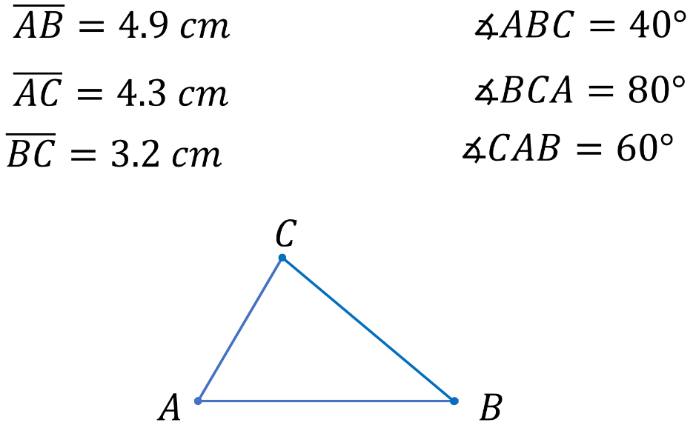 AB = 4.9 cm
∡ABC = 40°
AC = 4.3 cm
∡BCA = 80°
BC = 3.2 cm
∡CAB = 60°
C
A
B